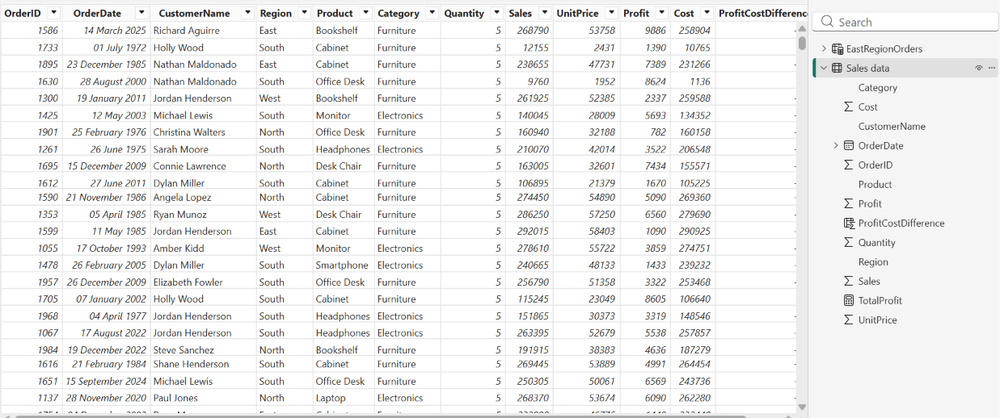 OrderID OrderDate CustomerName Region Product Category Quantity Sales UnitPrice Profit Cost ProfitCostDifference
1586 14 March 2025 Richard Aguirre East Bookshelf Furniture 5 268790 53758 9886 258904
1733 01 July 1972 Holly Wood South Cabinet Furniture 5 12155 2431 1390 10765
1895 23 December 1985 Nathan Maldonado East Cabinet Furniture 5 238655 47731 7389 231266
1630 28 August 2000 Nathan Maldonado South Office Desk Furniture 5 9760 1952 8624 1136
1300 19 January 2011 Jordan Henderson West Bookshelf Furniture 5 261925 52385 2337 259588
1425 12 May 2003 Michael Lewis South Monitor Electronics 5 140045 28009 5693 134352
1901 25 February 1976 Christina Walters North Office Desk Furniture 5 160940 32188 782 160158
1261 26 June 1975 Sarah Moore South Headphones Electronics 5 210070 42014 3522 206548
1695 15 December 2009 Connie Lawrence North Desk Chair Furniture 5 163005 32601 7434 155571
1612 27 June 2011 Dylan Miller South Cabinet Furniture 5 106895 21379 1670 105225
1590 21 November 1986 Angela Lopez North Cabinet Furniture 5 274450 54890 5090 269360
1353 05 April 1985 Ryan Munoz West Desk Chair Furniture 5 286250 57250 6560 279690
1599 11 May 1985 Jordan Henderson East Cabinet Furniture 5 292015 58403 1090 290925
1055 17 October 1993 Amber Kidd West Monitor Electronics 5 278610 55722 3859 274751
1478 26 February 2005 Dylan Miller South Smartphone Electronics 5 240665 48133 1433 239232
1957 26 December 2009 Elizabeth Fowler South Office Desk Furniture 5 256790 51358 3322 253468
1705 07 January 2002 Holly Wood South Cabinet Furniture 5 115245 23049 8605 106640
1968 04 April 1977 Jordan Henderson South Headphones Electronics 5 151865 30373 3319 148546
1067 17 August 2022 Jordan Henderson South Headphones Electronics 5 263395 52679 5538 257857
1984 19 December 2022 Steve Sanchez North Bookshelf Furniture 5 191915 38383 4636 187279
1616 21 February 1984 Shane Henderson South Cabinet Furniture 5 269445 53889 4991 264454
1651 15 September 2024 Michael Lewis South Office Desk Furniture 5 250305 50061 6569 243736
1137 28 November 2020 Paul Jones North Laptop Electronics 5 268370 53674 6090 262280
Search
EastRegionOrders
Sales data
Category
Cost
CustomerName
OrderDate
OrderID
Product
Profit
ProfitCostDifference
Quantity
Region
Sales
TotalProfit
UnitPrice